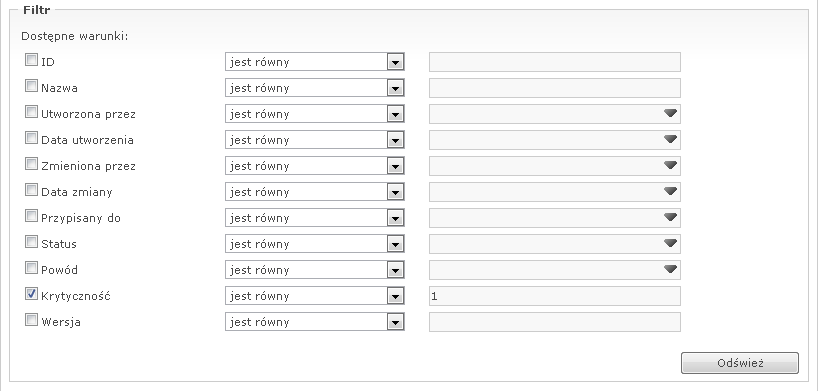 Filtr
Dostępne warunki:
ID jest równy
Nazwa jest równy
Utworzona przez jest równy
Data utworzenia jest równy
Zmieniona przez jest równy
Data zmiany jest równy
Przypisany do jest równy
Status jest równy
Powód jest równy
Krytyczność jest równy 1
Wersja jest równy
Odśwież